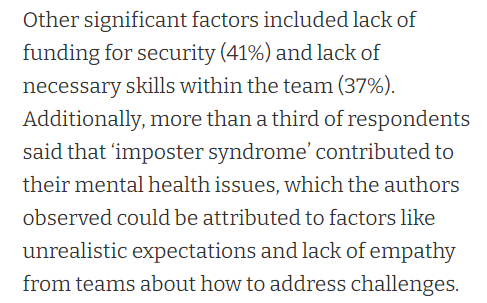 Other significant factors included lack of
funding for security (41%) and lack of
necessary skills within the team (37%).
Additionally, more than a third of respondents
said that ‘imposter syndrome’ contributed to
their mental health issues, which the authors
observed could be attributed to factors like
unrealistic expectations and lack of empathy
from teams about how to address challenges.